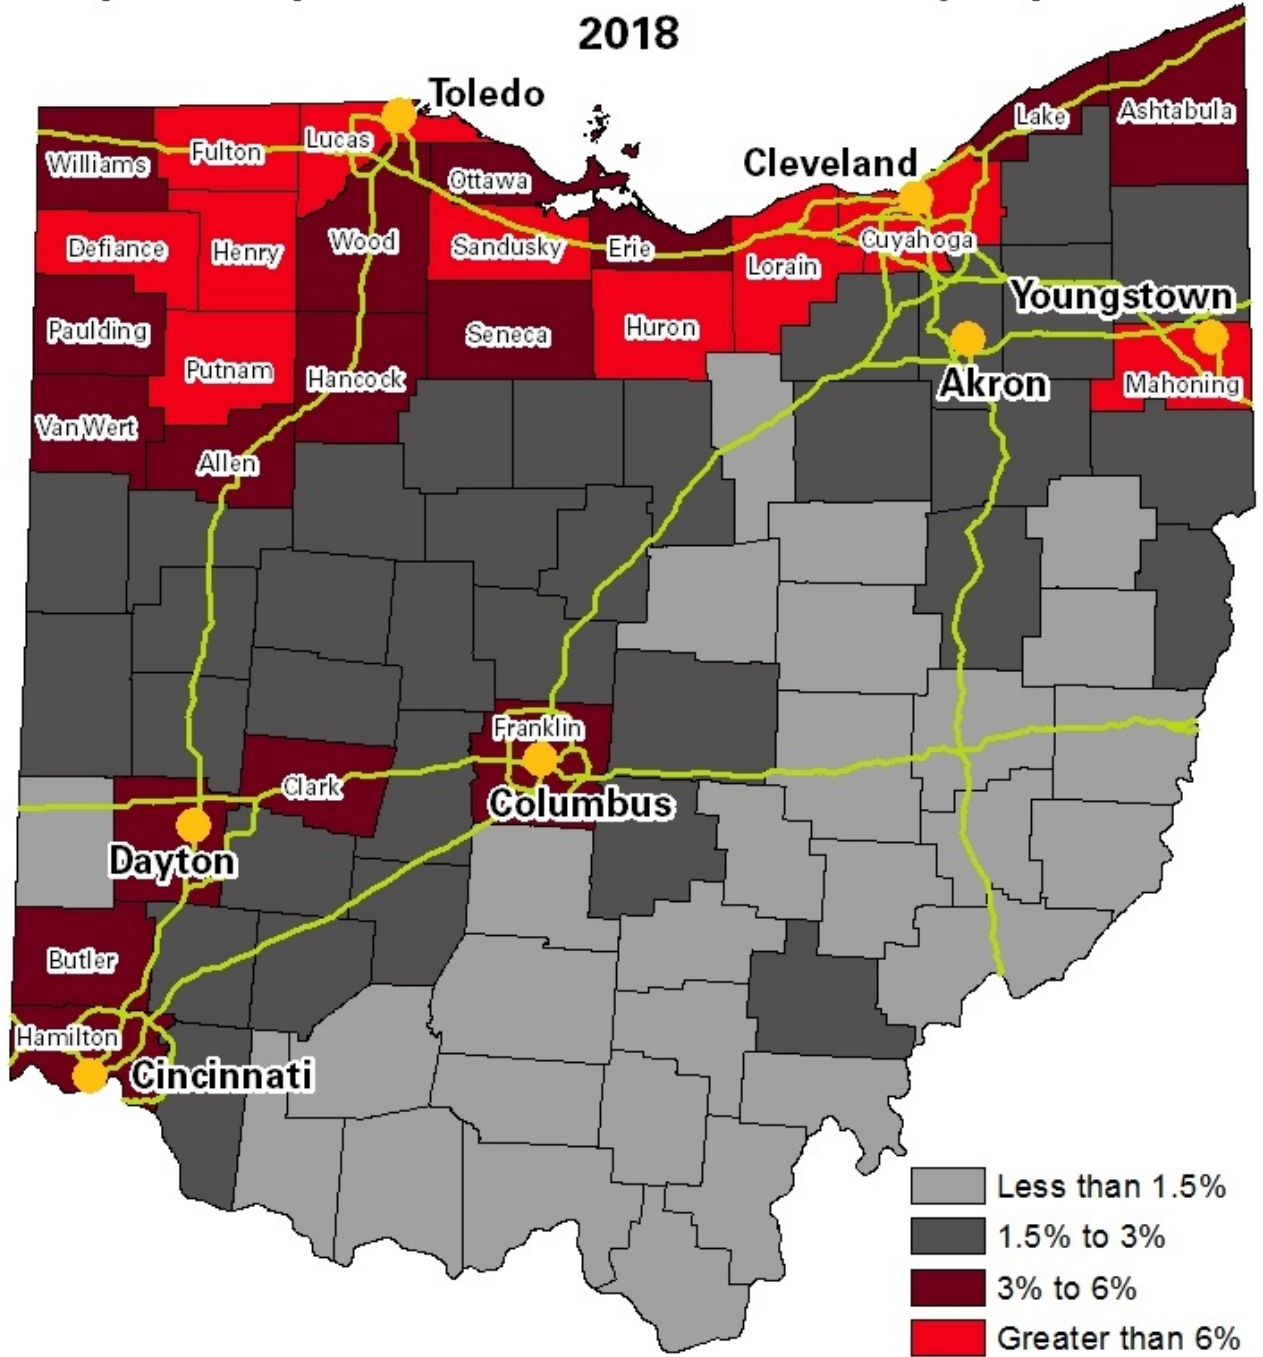 2018
Toledo
Lake
Ashtabula
Lucas
Fulton
Williams
Cleveland
Ottawa
Cuyahoga
Defiance
Henry
Wood
Sandusky
Erie
Lorain
Youngstown
Paulding
Seneca
Huron
Putnam
Hancock
Akron
Mahoning
Van Wert
Allen
Franklin
Clark
Columbus
Dayton
Butler
Hamilton
Cincinnati
Less than 1.5%
1.5% to 3%
3% to 6%
Greater than 6%